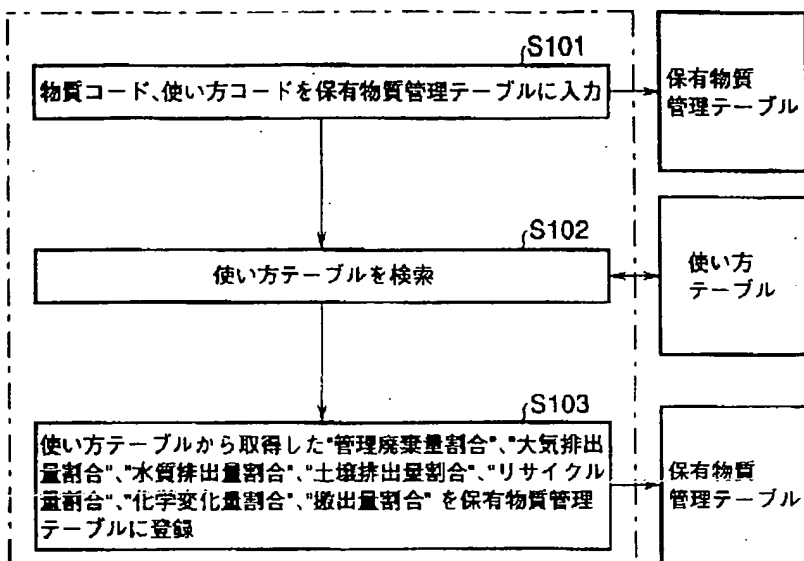 S101
物質コード、使い方コードを保有物質管理テーブルに入力
保有物質
管理テーブル
S102
使い方テーブルを検索
使い方
テーブル
S103
使い方テーブルから取得した"管理廃棄量割合"、"大気排出
量割合"、"水質排出量割合"、"土壌排出量割合"、"リサイクル
量割合"、"化学変化量割合"、"搬出量割合" を保有物質管理
テーブルに登録
保有物質
管理テーブル